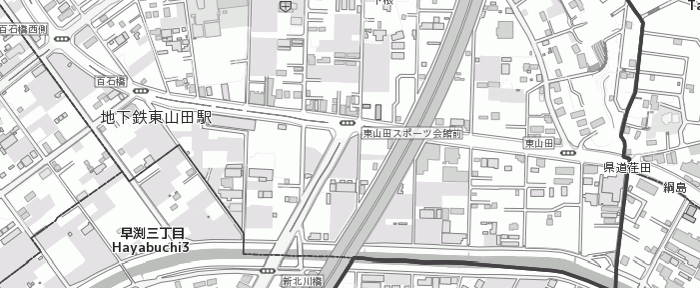 百石橋西側
百石橋
地下鉄東山田駅
東山田スポーツ会館前
東山田
県道荏田
綱島
早渕三丁目
Hayabuchi3
新北川橋